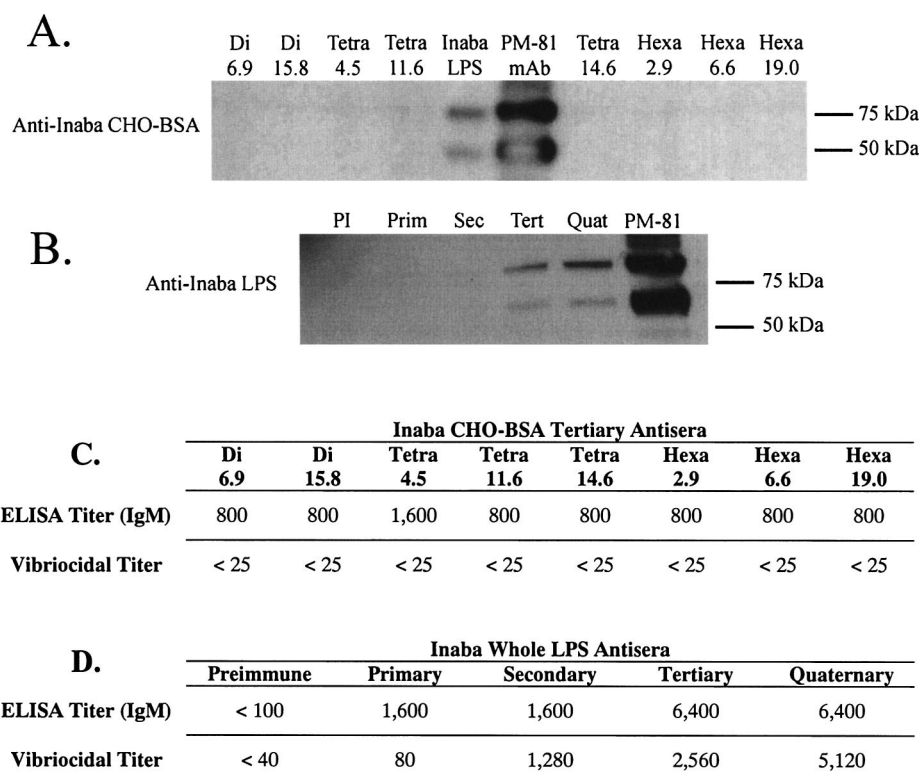 A.
Di Di Tetra Tetra Inaba PM-81 Tetra Hexa Hexa Hexa
6.9 15.8 4.5 11.6 LPS mAb 14.6 2.9 6.6 19.0
Anti-Inaba CHO-BSA
75 kDa
50 kDa
B.
PI Prim Sec Tert Quat PM-81
Anti-Inaba LPS
75 kDa
50 kDa
C.
Inaba CHO-BSA Tertiary Antisera
Di Di Tetra Tetra Tetra Hexa Hexa Hexa
6.9 15.8 4.5 11.6 14.6 2.9 6.6 19.0
ELISA Titer (IgM) 800 800 1,600 800 800 800 800 800
Vibriocidal Titer < 25 < 25 < 25 < 25 < 25 < 25 < 25 < 25
D.
Inaba Whole LPS Antisera
Preimmune Primary Secondary Tertiary Quaternary
ELISA Titer (IgM) < 100 1,600 1,600 6,400 6,400
Vibriocidal Titer < 40 80 1,280 2,560 5,120